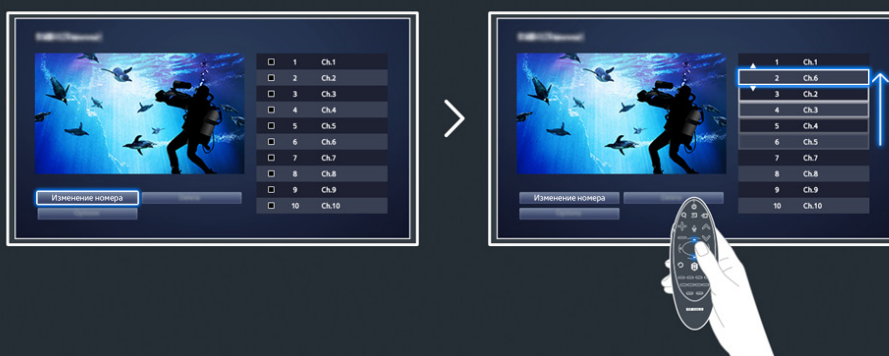 1 Ch.1
2 Ch.2
3 Ch.3
4 Ch.4
5 Ch.5
6 Ch.6
7 Ch.7
8 Ch.8
9 Ch.9
10 Ch.10
Изменение номера
1 Ch.1
2 Ch.6
3 Ch.2
4 Ch.3
5 Ch.4
6 Ch.5
7 Ch.7
8 Ch.8
9 Ch.9
10 Ch.10
Изменение номера